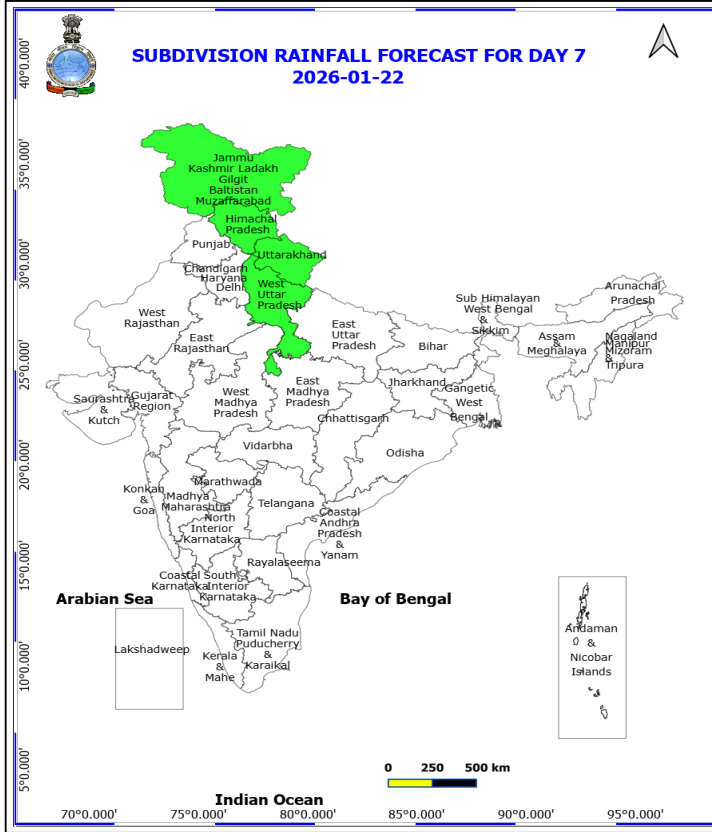 SUBDIVISION RAINFALL FORECAST FOR DAY 7
2026-01-22
40°0.000'
35°0.000'
30°0.000'
25°0.000'
20°0.000'
15°0.000'
10°0.000'
5°0.000'
Jammu
Kashmir Ladakh
Gilgit
Baltistan
Muzaffarabad
Himachal
Pradesh
Punjab
Uttarakhand
Chandigarh
Haryana
Delhi
West
Uttar
Pradesh
West
Rajasthan
East
Rajasthan
East
Uttar
Pradesh
Bihar
Sub Himalayan
West Bengal
&
Sikkim
Arunachal
Pradesh
Assam
&
Meghalaya
Nagaland
Manipur
Mizoram
&
Tripura
Saurashtra
&
Kutch
Gujarat
Region
West
Madhya
Pradesh
East
Madhya
Pradesh
Jharkhand
Gangetic
West
Bengal
Chhattisgarh
Odisha
Vidarbha
Konkan
&
Goa
Marathwada
Madhya
Maharashtra
Telangana
North
Interior
Karnataka
Coastal
Andhra
Pradesh
&
Yanam
Rayalaseema
Coastal
Karnataka
South
Interior
Karnataka
Arabian Sea
Bay of Bengal
Lakshadweep
Kerala
&
Mahe
Tamil Nadu
Puducherry
&
Karaikal
Andaman
&
Nicobar
Islands
0 250 500 km
Indian Ocean
70°0.000' 75°0.000' 80°0.000' 85°0.000' 90°0.000' 95°0.000'